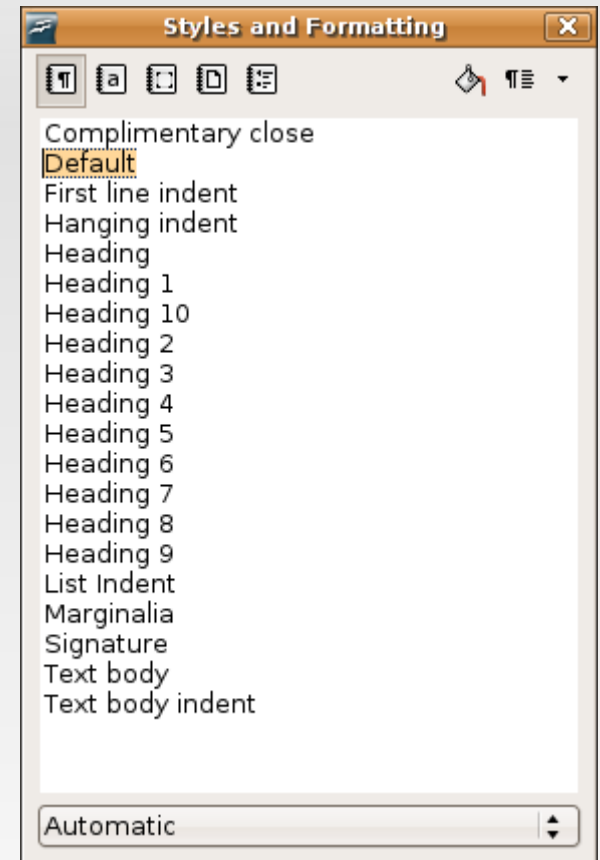 Styles and Formatting
Complimentary close
Default
First line indent
Hanging indent
Heading
Heading 1
Heading 10
Heading 2
Heading 3
Heading 4
Heading 5
Heading 6
Heading 7
Heading 8
Heading 9
List Indent
Marginalia
Signature
Text body
Text body indent
Automatic